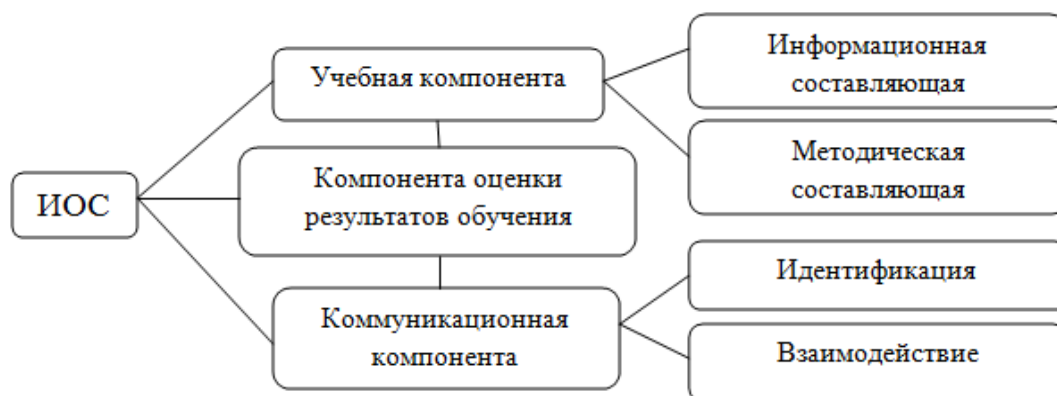 ИОС
Учебная компонента
Компонента оценки
результатов обучения
Коммуникационная
компонента
Информационная
составляющая
Методическая
составляющая
Идентификация
Взаимодействие